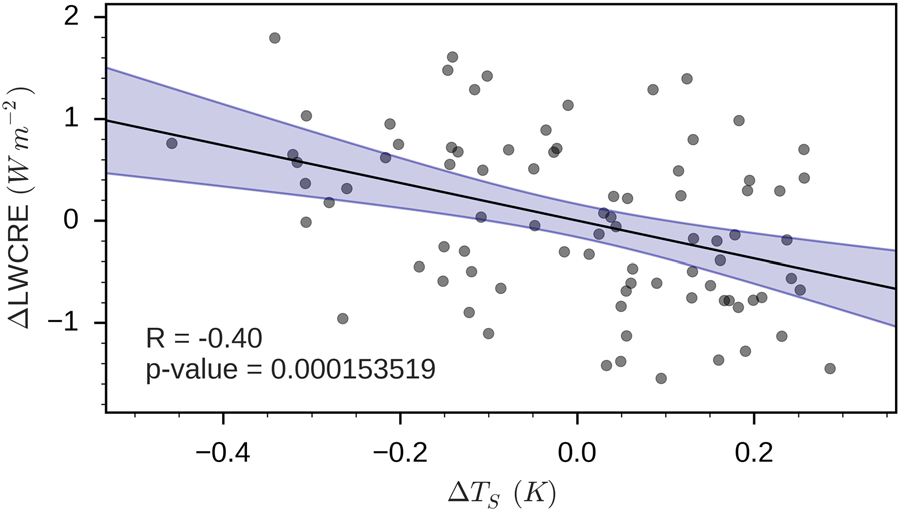 2
1
0
−1
ΔLWCRE (W m⁻²)
R = -0.40
p-value = 0.000153519
−0.4 −0.2 0.0 0.2
ΔT_S (K)